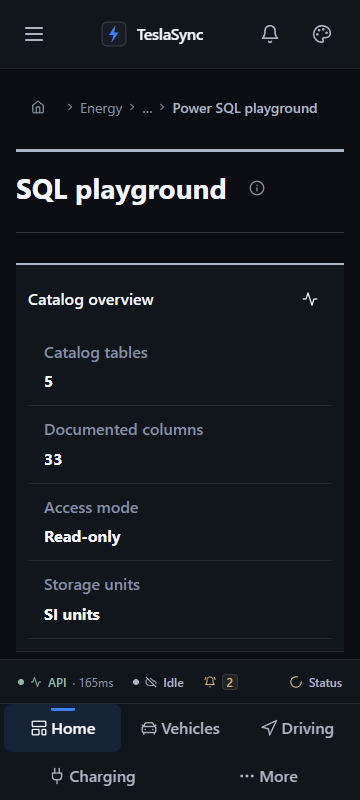 TeslaSync
Energy
...
Power SQL playground
SQL playground
Catalog overview
Catalog tables
5
Documented columns
33
Access mode
Read-only
Storage units
SI units
API · 165ms
Idle
2
Status
Home
Vehicles
Driving
Charging
More